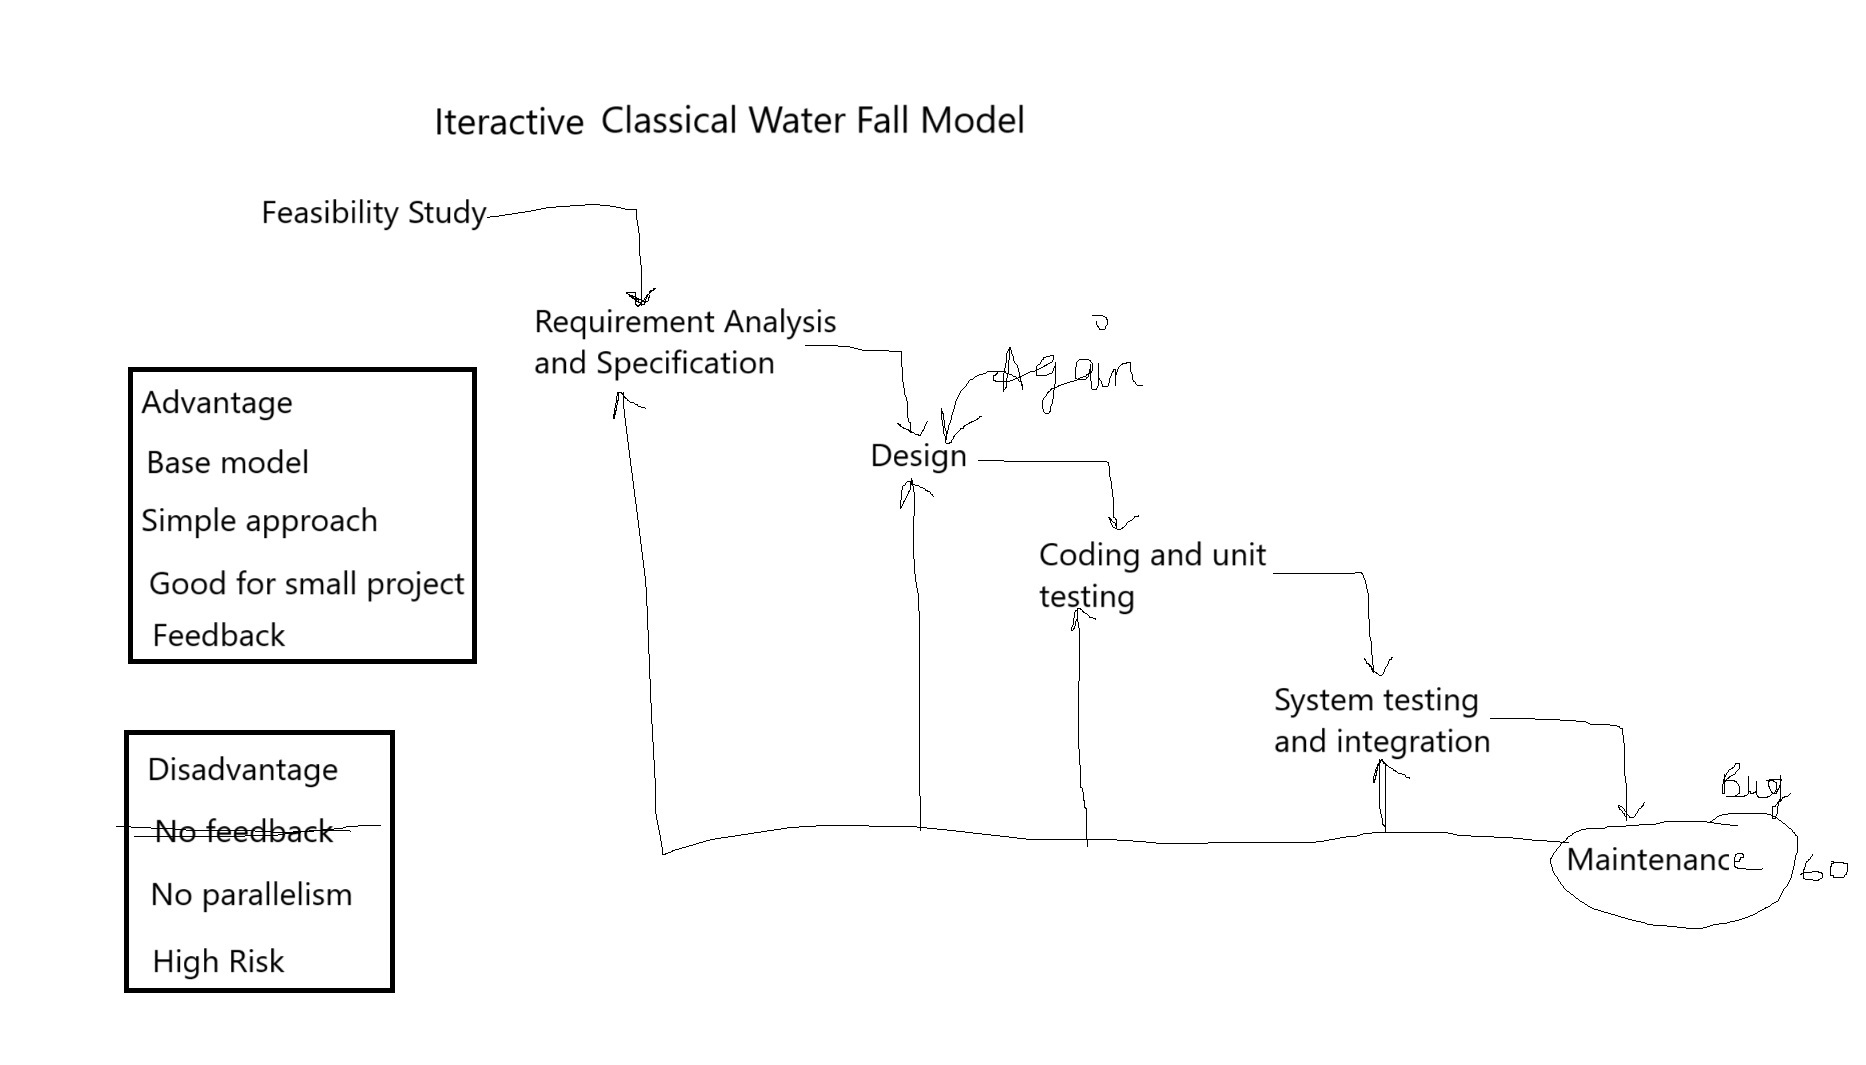 Iteractive Classical Water Fall Model
Feasibility Study
Requirement Analysis
and Specification
Again
Design
Coding and unit
testing
System testing
and integration
Bug
Maintenance
60
Advantage
Base model
Simple approach
Good for small project
Feedback
Disadvantage
No feedback
No parallelism
High Risk